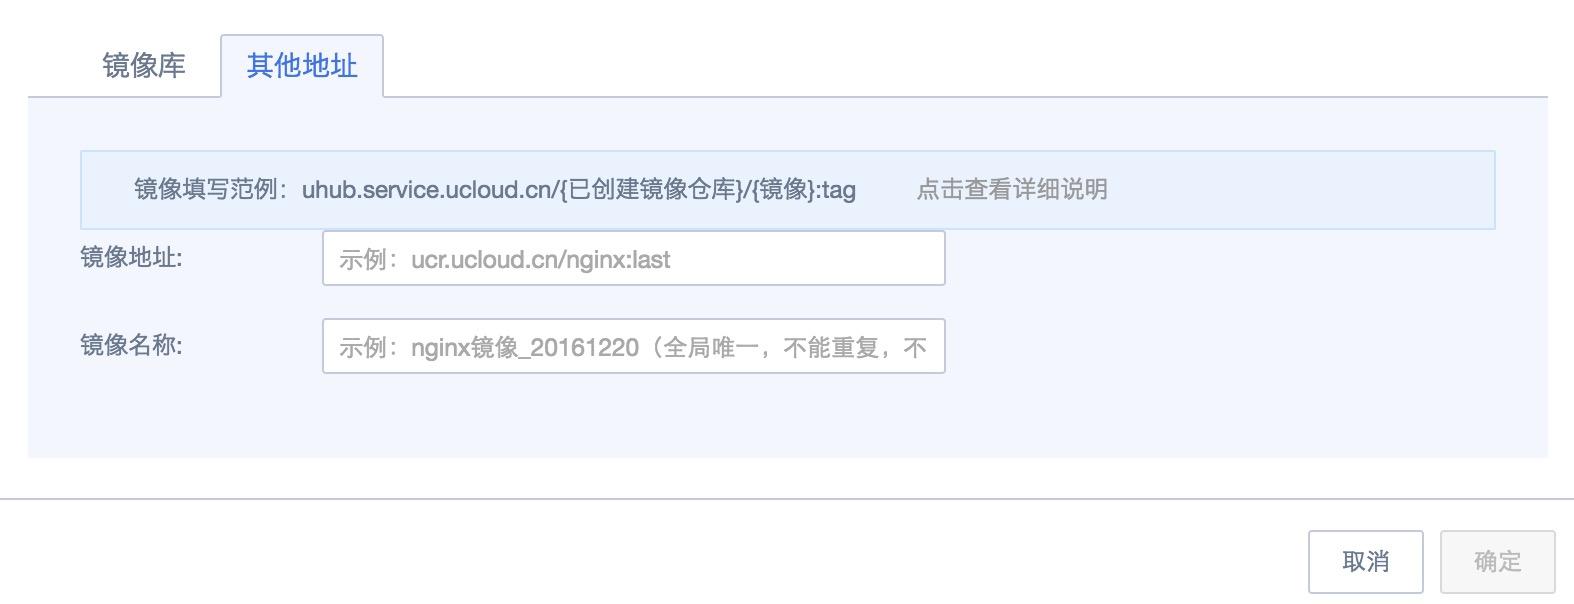 镜像库 其他地址
镜像填写范例：uhub.service.ucloud.cn/{已创建镜像仓库}/{镜像}:tag 点击查看详细说明
镜像地址: 示例：ucr.ucloud.cn/nginx:last
镜像名称: 示例：nginx镜像_20161220（全局唯一，不能重复，不
取消 确定